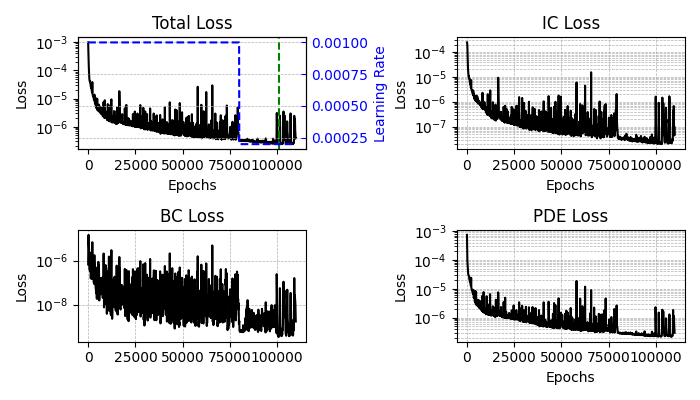 Total Loss
10^-3
10^-4
10^-5
10^-6
Loss
0.00100
0.00075
0.00050
0.00025
Learning Rate
0 25000 50000 75000 100000
Epochs
IC Loss
10^-4
10^-5
10^-6
10^-7
Loss
0 25000 50000 75000 100000
Epochs
BC Loss
10^-6
10^-8
Loss
0 25000 50000 75000 100000
PDE Loss
10^-3
10^-4
10^-5
10^-6
Loss
0 25000 50000 75000 100000
Epochs